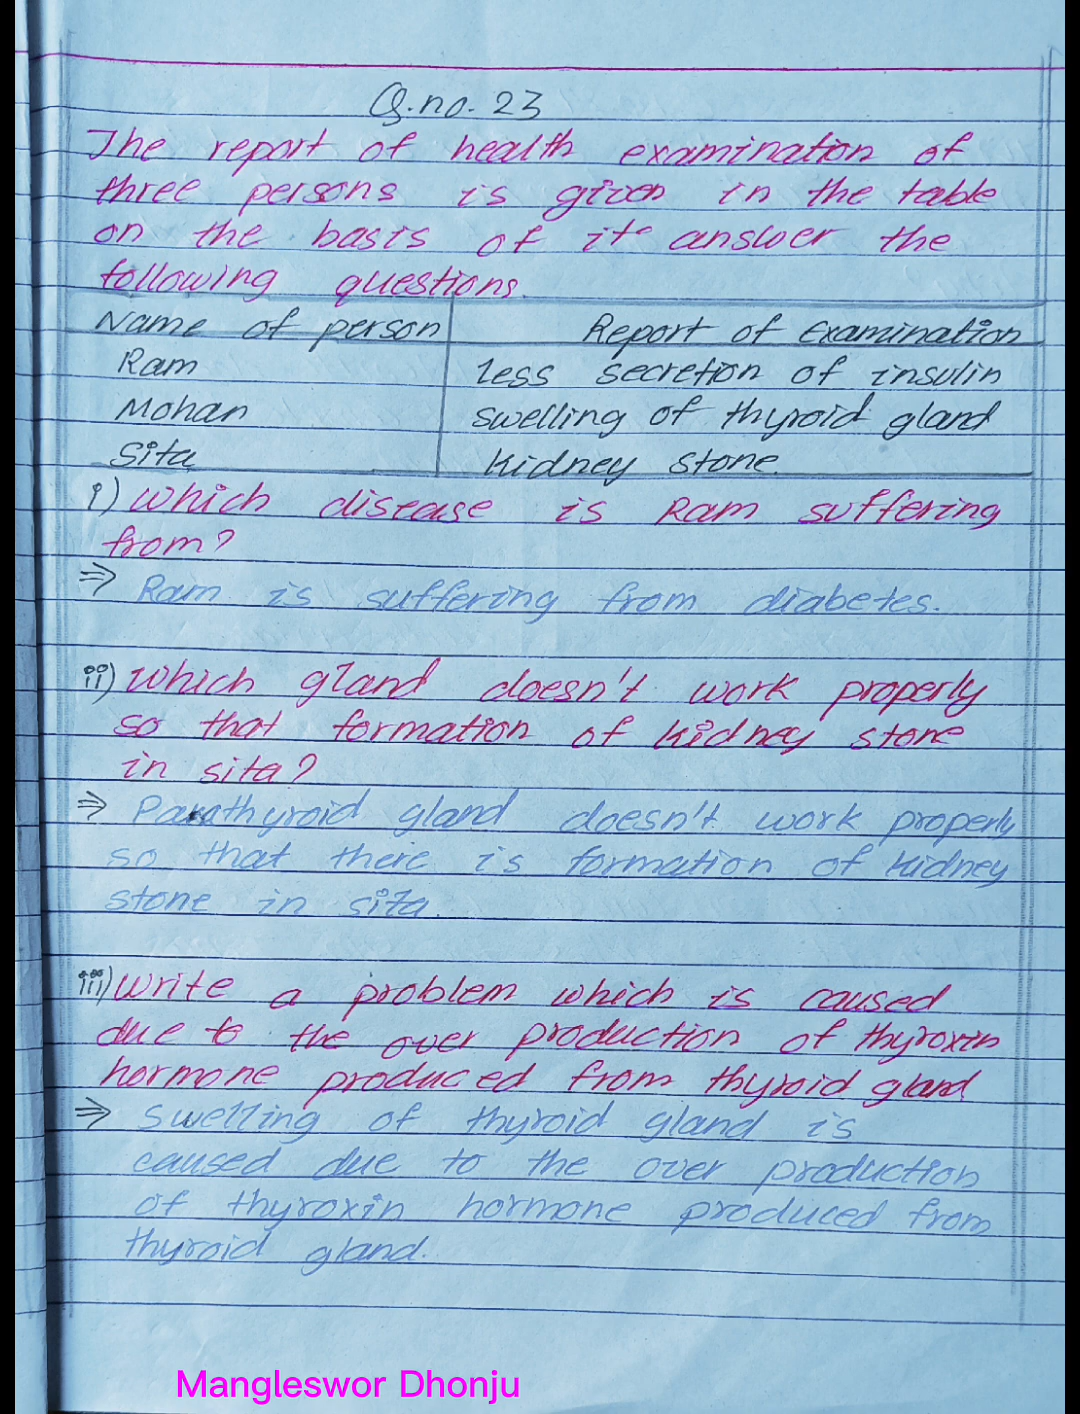 Q.no. 23
The report of health examination of
three persons is given in the table
on the basis of it answer the
following questions.
Name of person Report of Examination
Ram less secretion of insulin
Mohan swelling of thyroid gland
Sita Kidney stone.
i) Which disease is Ram suffering
from?
⇒ Ram is suffering from diabetes.
ii) Which gland doesn't work properly
so that formation of kidney stone
in sita?
⇒ Parathyroid gland doesn't work properly
so that there is formation of kidney
stone in sita.
iii) Write a problem which is caused
due to the over production of thyroxin
hormone produced from thyroid gland
⇒ Swelling of thyroid gland is
caused due to the over production
of thyroxin hormone produced from
thyroid gland.
Mangleswor Dhonju